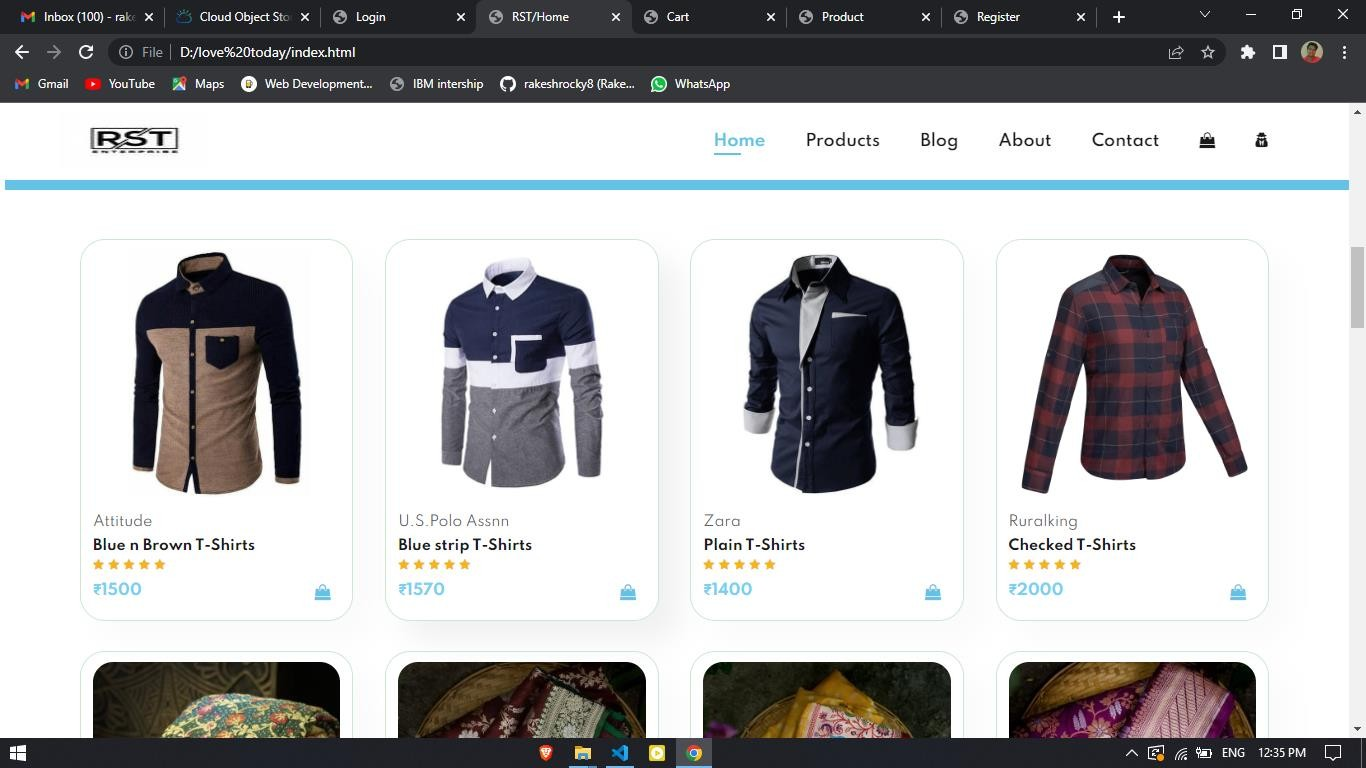 Inbox (100) - rake
Cloud Object Sto
Login
RST/Home
Cart
Product
Register
File
D:/love%20today/index.html
Gmail
YouTube
Maps
Web Development...
IBM intership
rakeshrocky8 (Rake...
WhatsApp
RST
ENTERPRISE
Home
Products
Blog
About
Contact
Attitude
Blue n Brown T-Shirts
₹1500
U.S.Polo Assnn
Blue strip T-Shirts
₹1570
Zara
Plain T-Shirts
₹1400
Ruralking
Checked T-Shirts
₹2000
ENG
12:35 PM